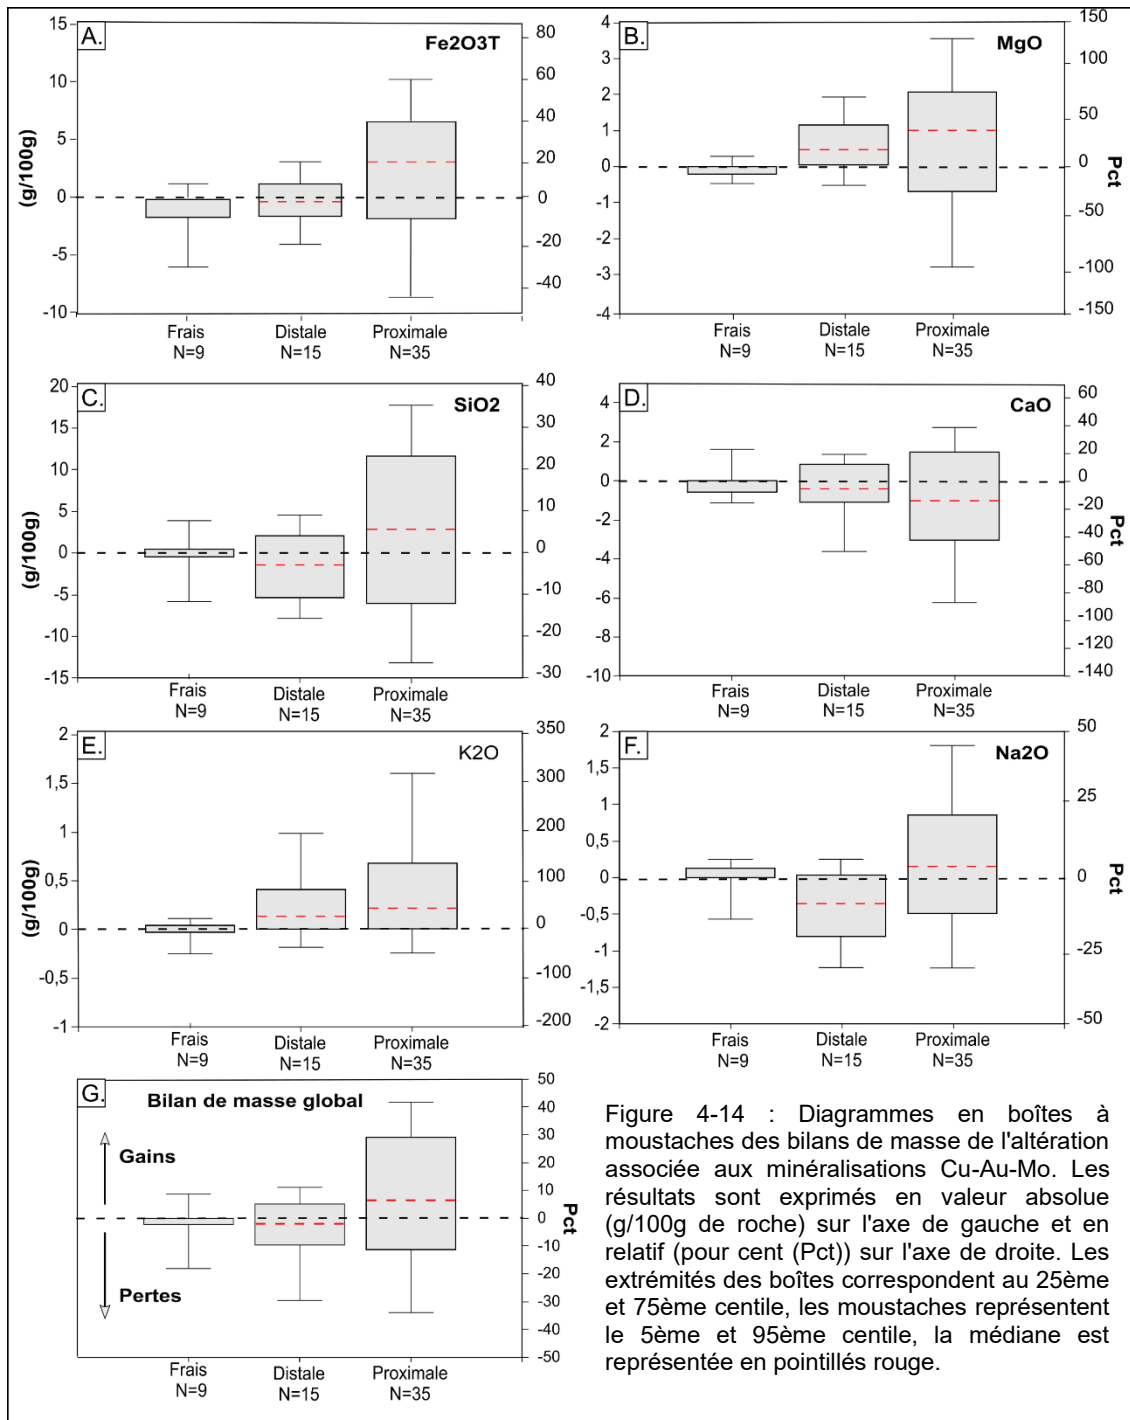 A.
Fe2O3T
15
10
5
0
-5
-10
(g/100g)
80
60
40
20
0
-20
-40
Frais
N=9
Distale
N=15
Proximale
N=35
B.
MgO
4
3
2
1
0
-1
-2
-3
-4
150
100
50
0
-50
-100
-150
Pct
Frais
N=9
Distale
N=15
Proximale
N=35
C.
SiO2
20
15
10
5
0
-5
-10
-15
(g/100g)
40
30
20
10
0
-10
-20
-30
Frais
N=9
Distale
N=15
Proximale
N=35
D.
CaO
4
2
0
-2
-4
-6
-8
-10
60
40
20
0
-20
-40
-60
-80
-100
-120
-140
Pct
Frais
N=9
Distale
N=15
Proximale
N=35
E.
K2O
2
1,5
1
0,5
0
-0,5
-1
(g/100g)
350
300
200
100
0
-100
-200
Frais
N=9
Distale
N=15
Proximale
N=35
F.
Na2O
2
1,5
1
0,5
0
-0,5
-1
-1,5
-2
50
25
0
-25
-50
Pct
Frais
N=9
Distale
N=15
Proximale
N=35
G.
Bilan de masse global
Gains
Pertes
50
40
30
20
10
0
-10
-20
-30
-40
-50
Pct
Frais
N=9
Distale
N=15
Proximale
N=35
Figure 4-14 : Diagrammes en boîtes à
moustaches des bilans de masse de l'altération
associée aux minéralisations Cu-Au-Mo. Les
résultats sont exprimés en valeur absolue
(g/100g de roche) sur l'axe de gauche et en
relatif (pour cent (Pct)) sur l'axe de droite. Les
extrémités des boîtes correspondent au 25ème
et 75ème centile, les moustaches représentent
le 5ème et 95ème centile, la médiane est
représentée en pointillés rouge.